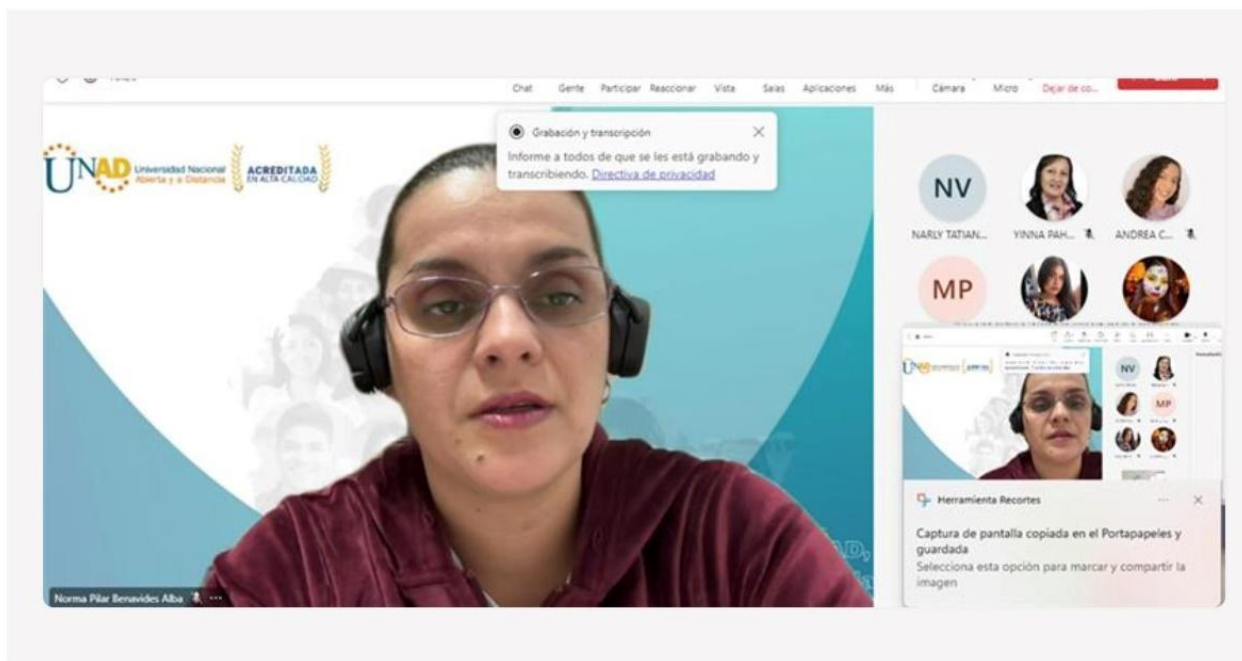 Chat Gente Participar Reaccionar Vista Salas Aplicaciones Más Cámara Micro Dejar de co...
UNAD Universidad Nacional
Abierta y a Distancia
ACREDITADA
EN ALTA CALIDAD
Grabación y transcripción
Informe a todos de que se les está grabando y
transcribiendo. Directiva de privacidad
NV
NARLY TATIAN...
YINNA PAH...
ANDREA C...
MP
NV
MP
Herramienta Recortes
Captura de pantalla copiada en el Portapapeles y
guardada
Selecciona esta opción para marcar y compartir la
imagen
Norma Pilar Benavides Alba